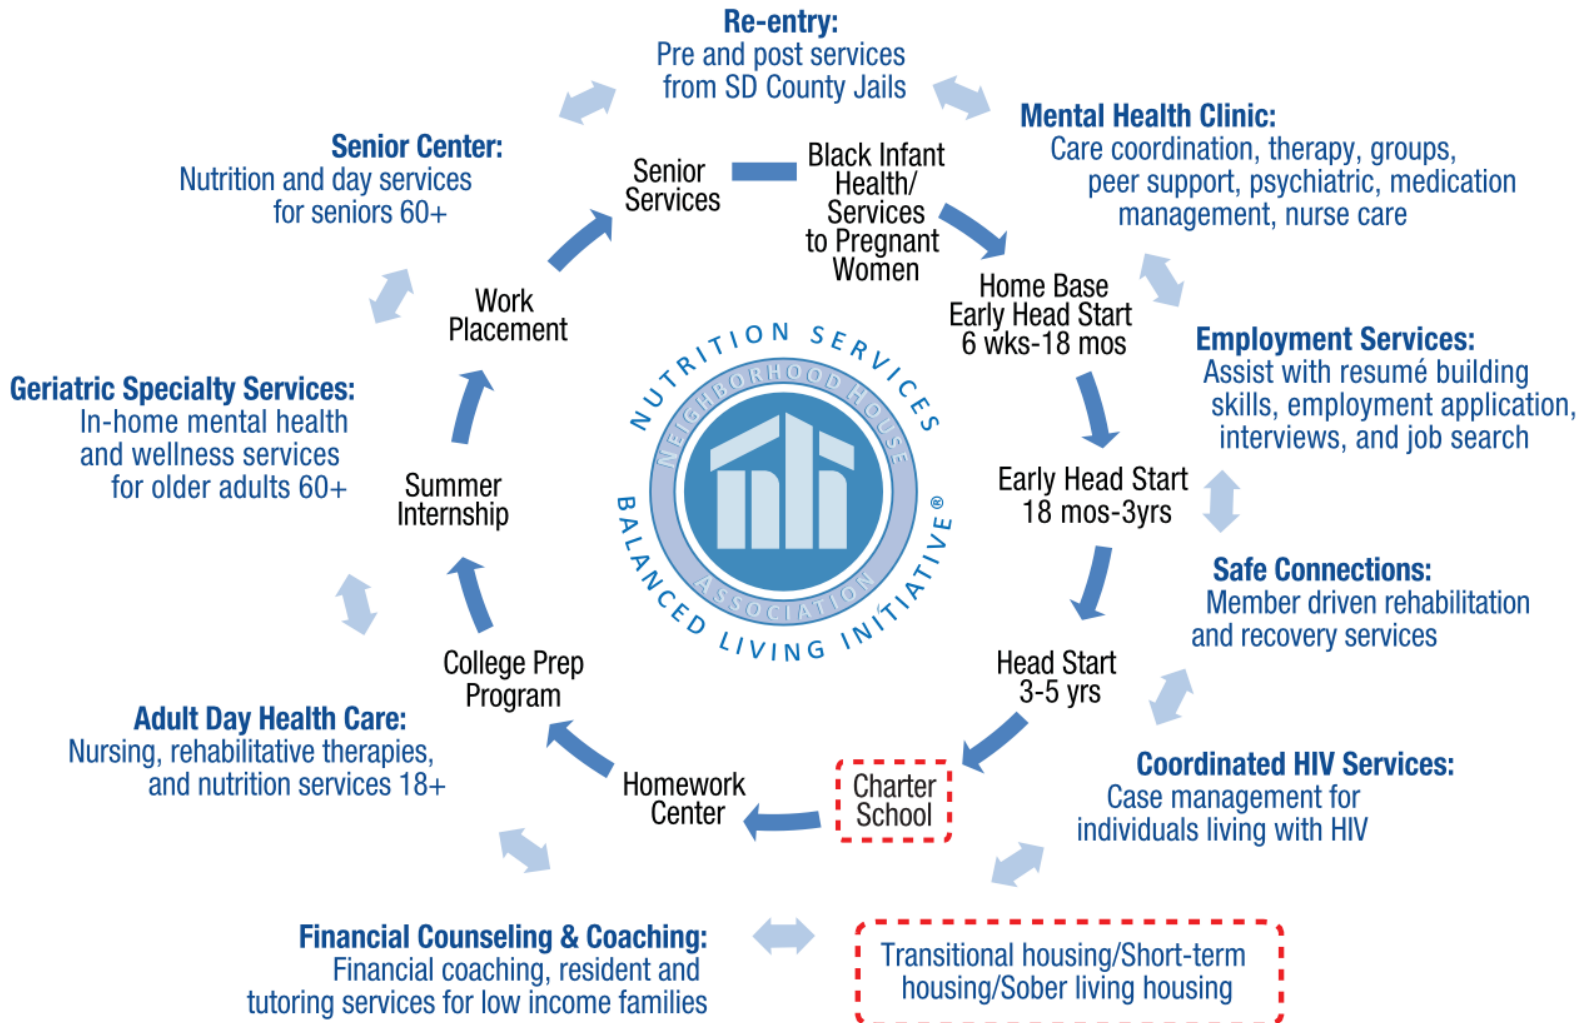 Re-entry:
Pre and post services
from SD County Jails
Mental Health Clinic:
Care coordination, therapy, groups,
peer support, psychiatric, medication
management, nurse care
Employment Services:
Assist with resumé building
skills, employment application,
interviews, and job search
Safe Connections:
Member driven rehabilitation
and recovery services
Coordinated HIV Services:
Case management for
individuals living with HIV
Transitional housing/Short-term
housing/Sober living housing
Financial Counseling & Coaching:
Financial coaching, resident and
tutoring services for low income families
Adult Day Health Care:
Nursing, rehabilitative therapies,
and nutrition services 18+
Geriatric Specialty Services:
In-home mental health
and wellness services
for older adults 60+
Senior Center:
Nutrition and day services
for seniors 60+
Black Infant
Health/
Services
to Pregnant
Women
Home Base
Early Head Start
6 wks-18 mos
Early Head Start
18 mos-3yrs
Head Start
3-5 yrs
Charter
School
Homework
Center
College Prep
Program
Summer
Internship
Work
Placement
Senior
Services
NUTRITION SERVICES
BALANCED LIVING INITIATIVE®
NEIGHBORHOOD HOUSE
ASSOCIATION